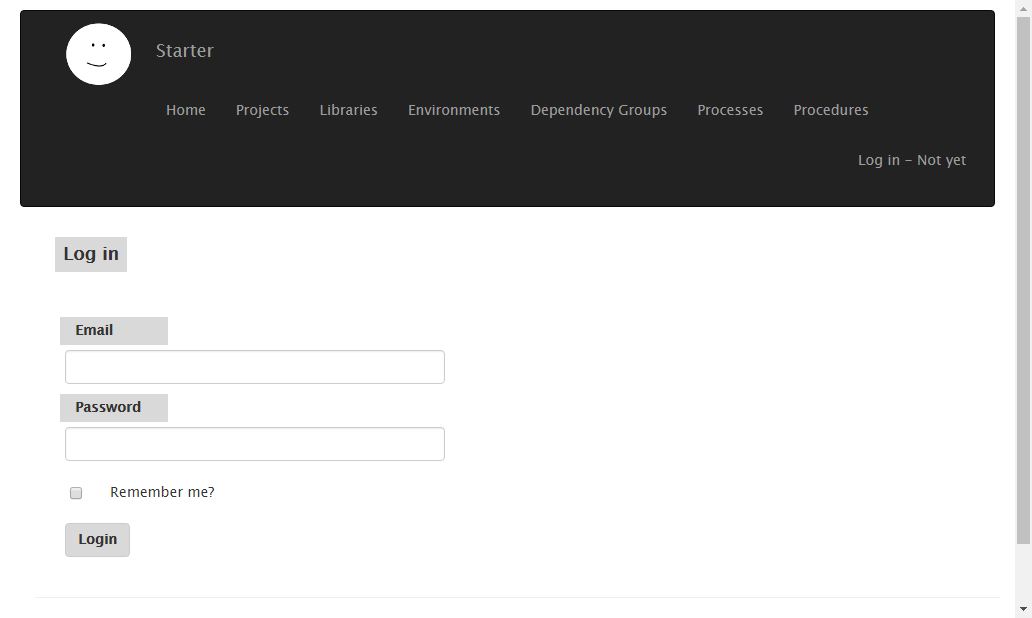 Starter
Home Projects Libraries Environments Dependency Groups Processes Procedures
Log in – Not yet
Log in
Email
Password
Remember me?
Login